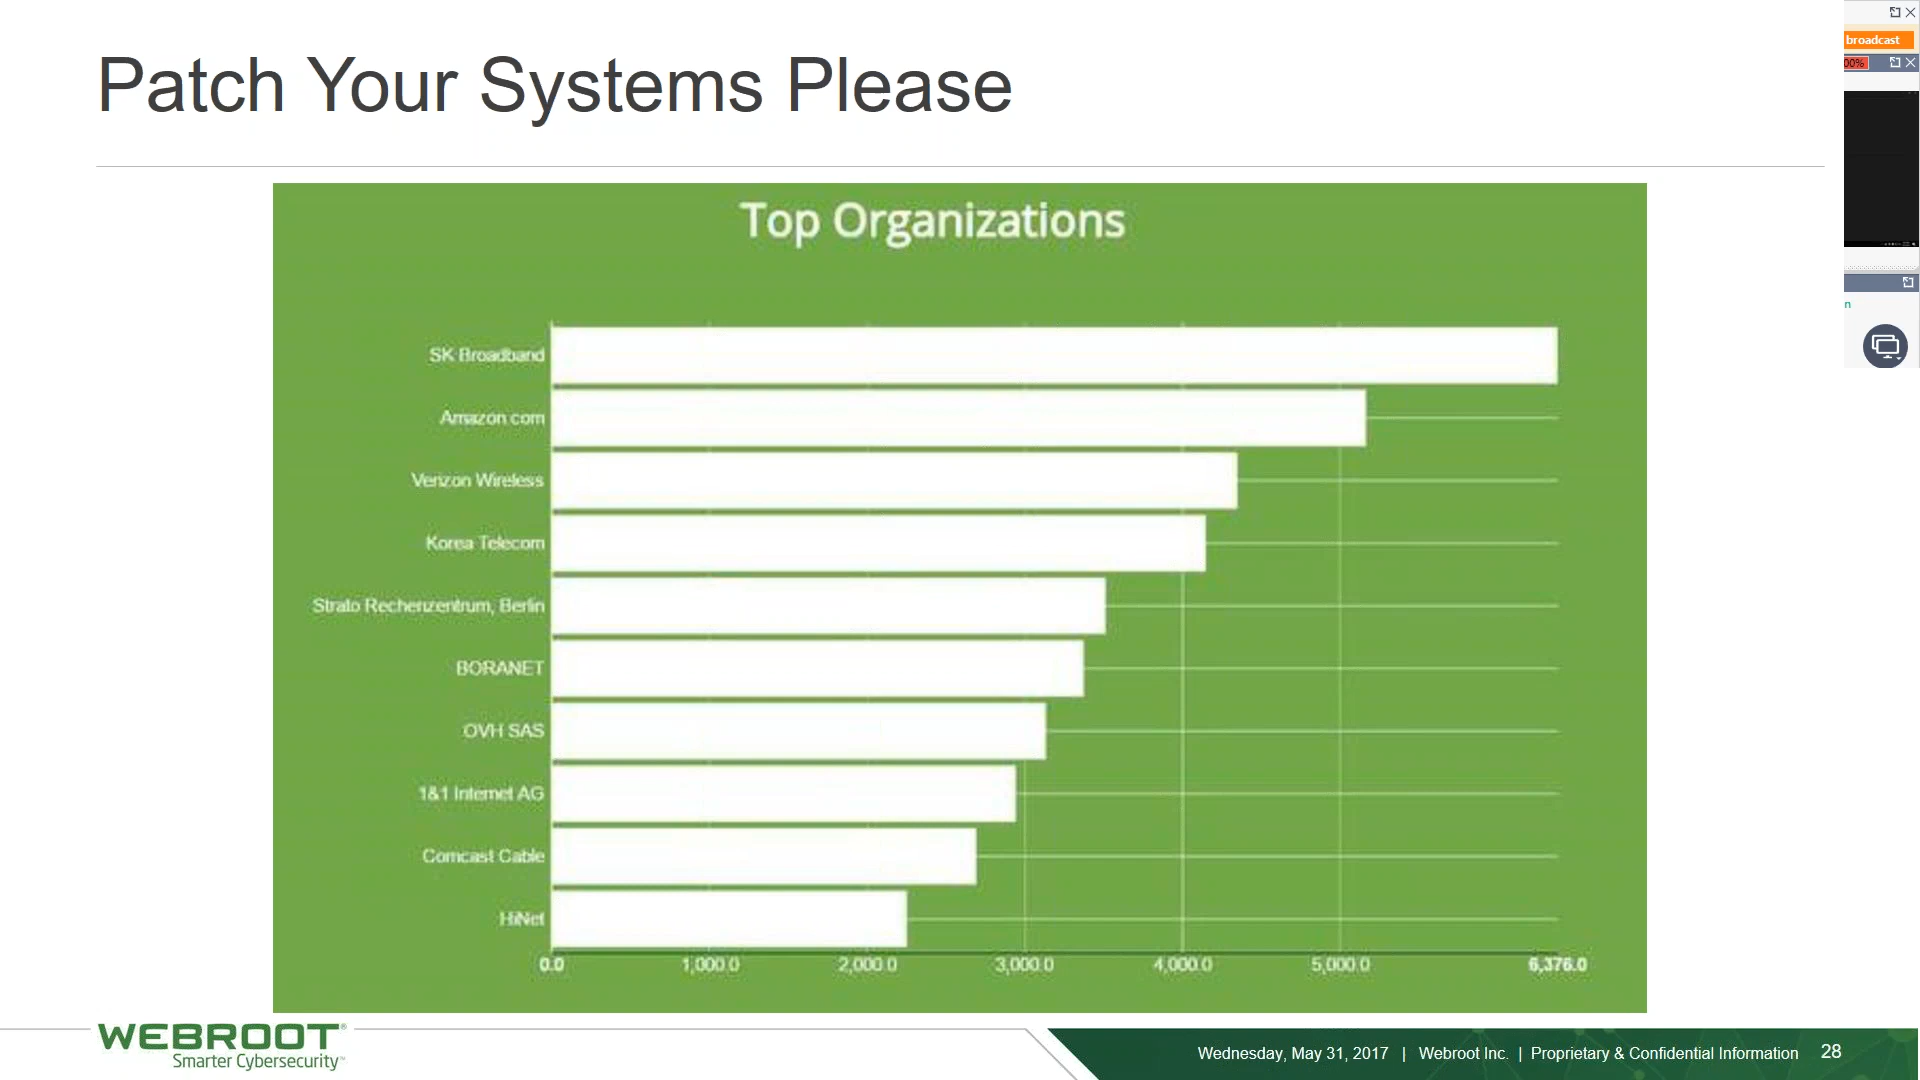 Patch Your Systems Please
broadcast
00%
Top Organizations
SK Broadband
Amazon.com
Verizon Wireless
Korea Telecom
Strato Rechenzentrum, Berlin
BORANET
OVH SAS
1&1 Internet AG
Comcast Cable
HiNet
0.0 1,000.0 2,000.0 3,000.0 4,000.0 5,000.0 6,376.0
n
WEBROOT®
Smarter Cybersecurity™
Wednesday, May 31, 2017 | Webroot Inc. | Proprietary & Confidential Information 28